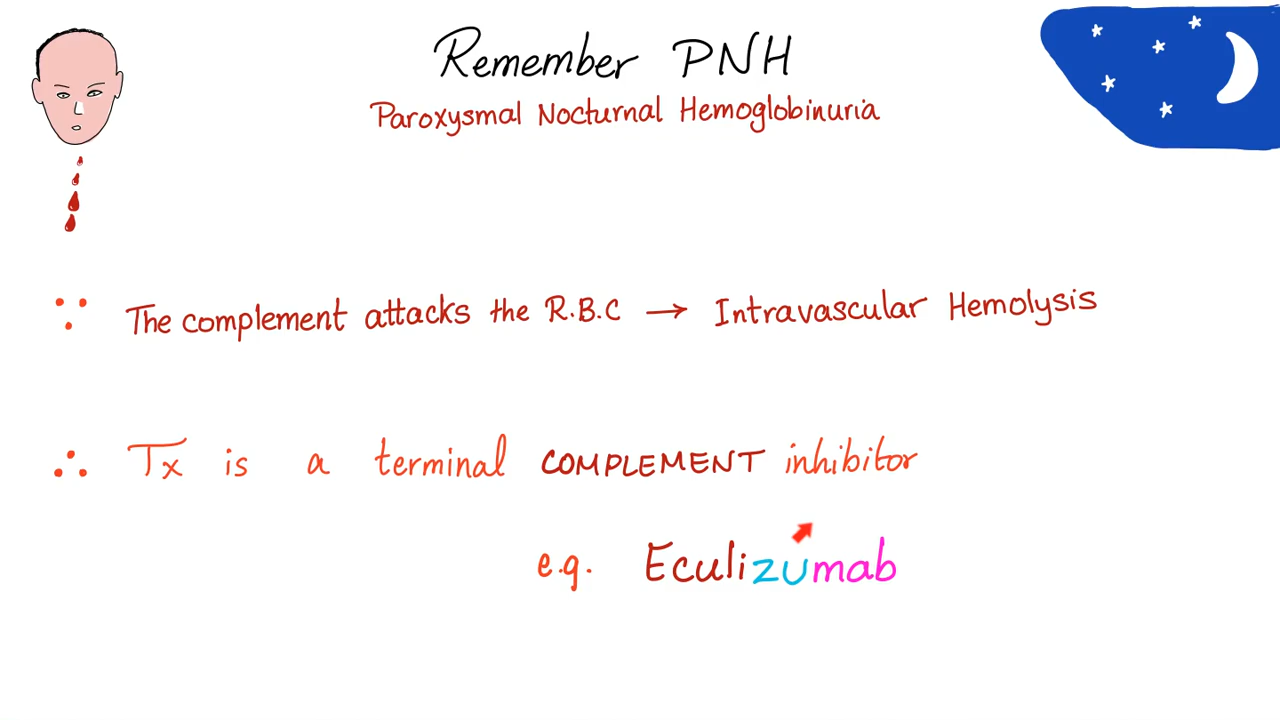 Remember PNH
Paroxysmal Nocturnal Hemoglobinuria
∵ The complement attacks the R.B.C → Intravascular Hemolysis
∴ Tx is a terminal COMPLEMENT inhibitor
e.g. Eculizumab